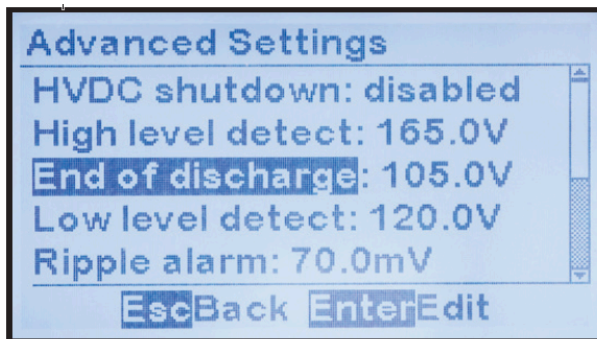 Advanced Settings
HVDC shutdown: disabled
High level detect: 165.0V
End of discharge: 105.0V
Low level detect: 120.0V
Ripple alarm: 70.0mV
EscBack EnterEdit